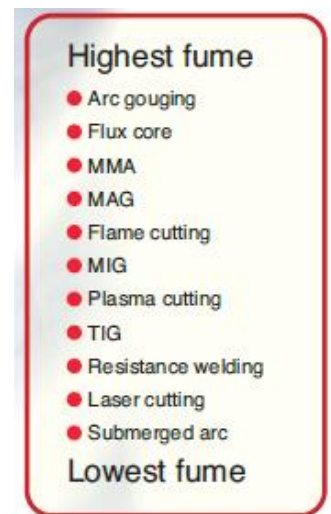 Highest fume
Arc gouging
Flux core
MMA
MAG
Flame cutting
MIG
Plasma cutting
TIG
Resistance welding
Laser cutting
Submerged arc
Lowest fume